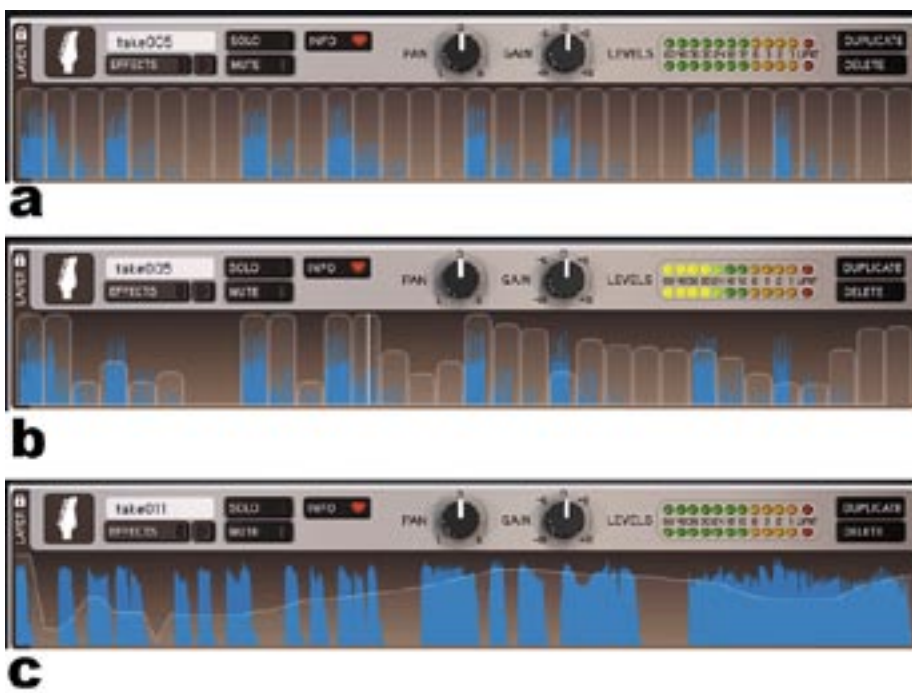 LAYER
take005
SOLO
INFO
PAN
GAIN
LEVELS
DUPLICATE
EFFECTS
MUTE
DELETE
a
LAYER
take005
SOLO
INFO
PAN
GAIN
LEVELS
DUPLICATE
EFFECTS
MUTE
DELETE
b
LAYER
take011
SOLO
INFO
PAN
GAIN
LEVELS
DUPLICATE
EFFECTS
MUTE
DELETE
c